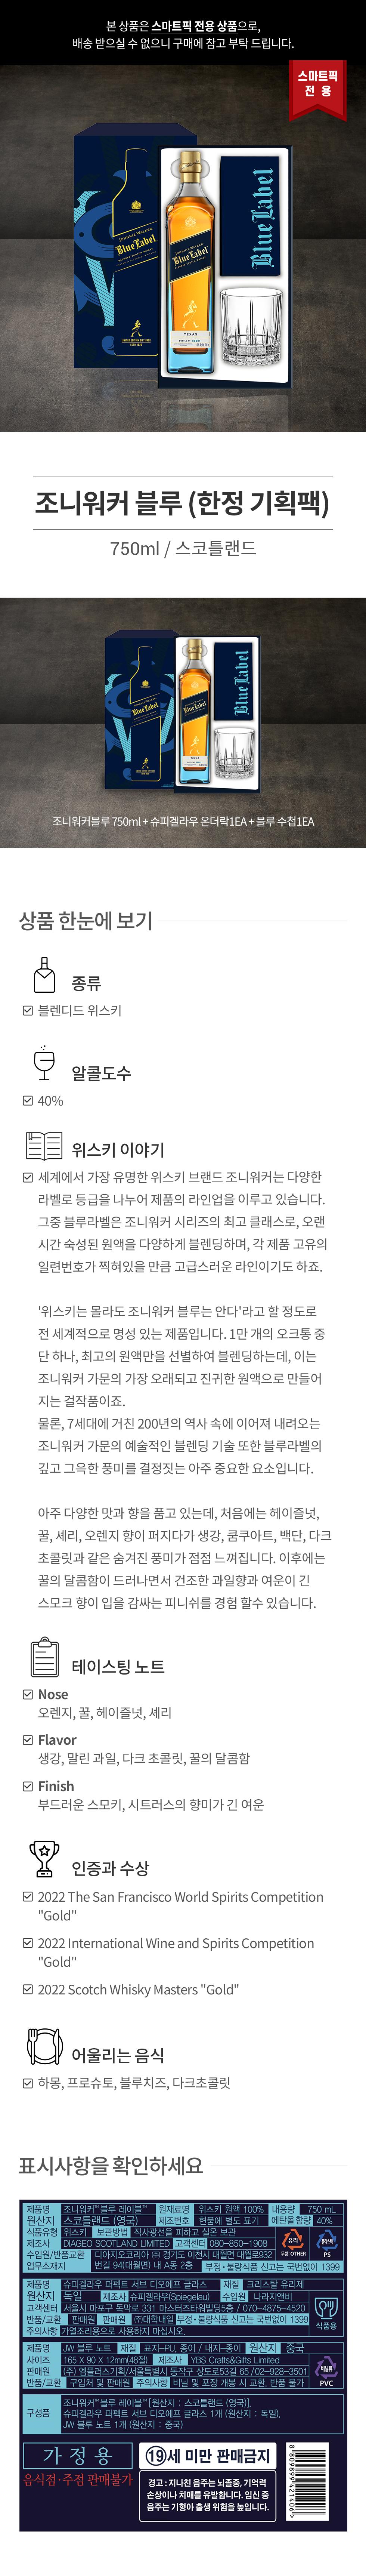 본 상품은 스마트픽 전용 상품으로,
배송 받으실 수 없으니 구매에 참고 부탁 드립니다.
스마트픽
전 용
JOHNNIE WALKER
Blue Label
JOHNNIE WALKER
Blue Label
Blue Label
TEXAS
조니워커 블루 (한정 기획팩)
750ml / 스코틀랜드
Blue Label
Blue Label
Blue Label
조니워커블루 750ml + 슈피겔라우 온더락1EA + 블루 수첩1EA
상품 한눈에 보기
종류
블렌디드 위스키
알콜도수
40%
위스키 이야기
세계에서 가장 유명한 위스키 브랜드 조니워커는 다양한
라벨로 등급을 나누어 제품의 라인업을 이루고 있습니다.
그중 블루라벨은 조니워커 시리즈의 최고 클래스로, 오랜
시간 숙성된 원액을 다양하게 블렌딩하며, 각 제품 고유의
일련번호가 찍혀있을 만큼 고급스러운 라인이기도 하죠.
'위스키는 몰라도 조니워커 블루는 안다'라고 할 정도로
전 세계적으로 명성 있는 제품입니다. 1만 개의 오크통 중
단 하나, 최고의 원액만을 선별하여 블렌딩하는데, 이는
조니워커 가문의 가장 오래되고 진귀한 원액으로 만들어
지는 걸작품이죠.
물론, 7세대에 거친 200년의 역사 속에 이어져 내려오는
조니워커 가문의 예술적인 블렌딩 기술 또한 블루라벨의
깊고 그윽한 풍미를 결정짓는 아주 중요한 요소입니다.
아주 다양한 맛과 향을 품고 있는데, 처음에는 헤이즐넛,
꿀, 셰리, 오렌지 향이 퍼지다가 생강, 쿰쿠아트, 백단, 다크
초콜릿과 같은 숨겨진 풍미가 점점 느껴집니다. 이후에는
꿀의 달콤함이 드러나면서 건조한 과일향과 여운이 긴
스모크 향이 입을 감싸는 피니쉬를 경험 할수 있습니다.
테이스팅 노트
Nose
오렌지, 꿀, 헤이즐넛, 셰리
Flavor
생강, 말린 과일, 다크 초콜릿, 꿀의 달콤함
Finish
부드러운 스모키, 시트러스의 향미가 긴 여운
인증과 수상
2022 The San Francisco World Spirits Competition
"Gold"
2022 International Wine and Spirits Competition
"Gold"
2022 Scotch Whisky Masters "Gold"
어울리는 음식
하몽, 프로슈토, 블루치즈, 다크초콜릿
표시사항을 확인하세요
제품명 조니워커™ 블루 레이블™ 원재료명 위스키 원액 100% 내용량 750 mL
원산지 스코틀랜드 (영국) 제조번호 현품에 별도 표기 에탄올 함량 40%
식품유형 위스키 보관방법 직사광선을 피하고 실온 보관
제조사 DIAGEO SCOTLAND LIMITED 고객센터 080-850-1908
유리 OTHER PS
수입원/반품교환 디아지오코리아 ㈜ 경기도 이천시 대월면 대월로932
업무소재지 번길 94(대월면) 내 A동 2층 부정·불량식품 신고는 국번없이 1399
제품명 슈피겔라우 퍼펙트 서브 디오에프 글라스 재질 크리스탈 유리제
원산지 독일 제조사 슈피겔라우(Spiegelau) 수입원 나라지앤비
고객센터 서울시 마포구 동막로 331 마스터즈타워빌딩5층 / 070-4875-4520
반품/교환 판매원 판매원 ㈜대학내일 부정·불량식품 신고는 국번없이 1399
주의사항 가열조리용으로 사용하지 마십시오.
식품용
제품명 JW 블루 노트 재질 표지-PU, 종이 / 내지-종이 원산지 중국
사이즈 165 X 90 X 12mm(48절) 제조사 YBS Crafts&Gifts Limited
판매원 (주) 엠플러스기획/서울특별시 동작구 상도로53길 65 /02-928-3501
반품/교환 구입처 및 판매원 주의사항 비닐 및 포장 개봉 시 교환, 반품 불가
PVC
구성품
조니워커™ 블루 레이블™ [원산지 : 스코틀랜드 (영국)],
슈피겔라우 퍼펙트 서브 디오에프 글라스 1개 (원산지 : 독일),
JW 블루 노트 1개 (원산지 : 중국)
가 정 용
음식점·주점 판매불가
19세 미만 판매금지
경고 : 지나친 음주는 뇌졸중, 기억력
손상이나 치매를 유발합니다. 임신 중
음주는 기형아 출생 위험을 높입니다.
8809899421406